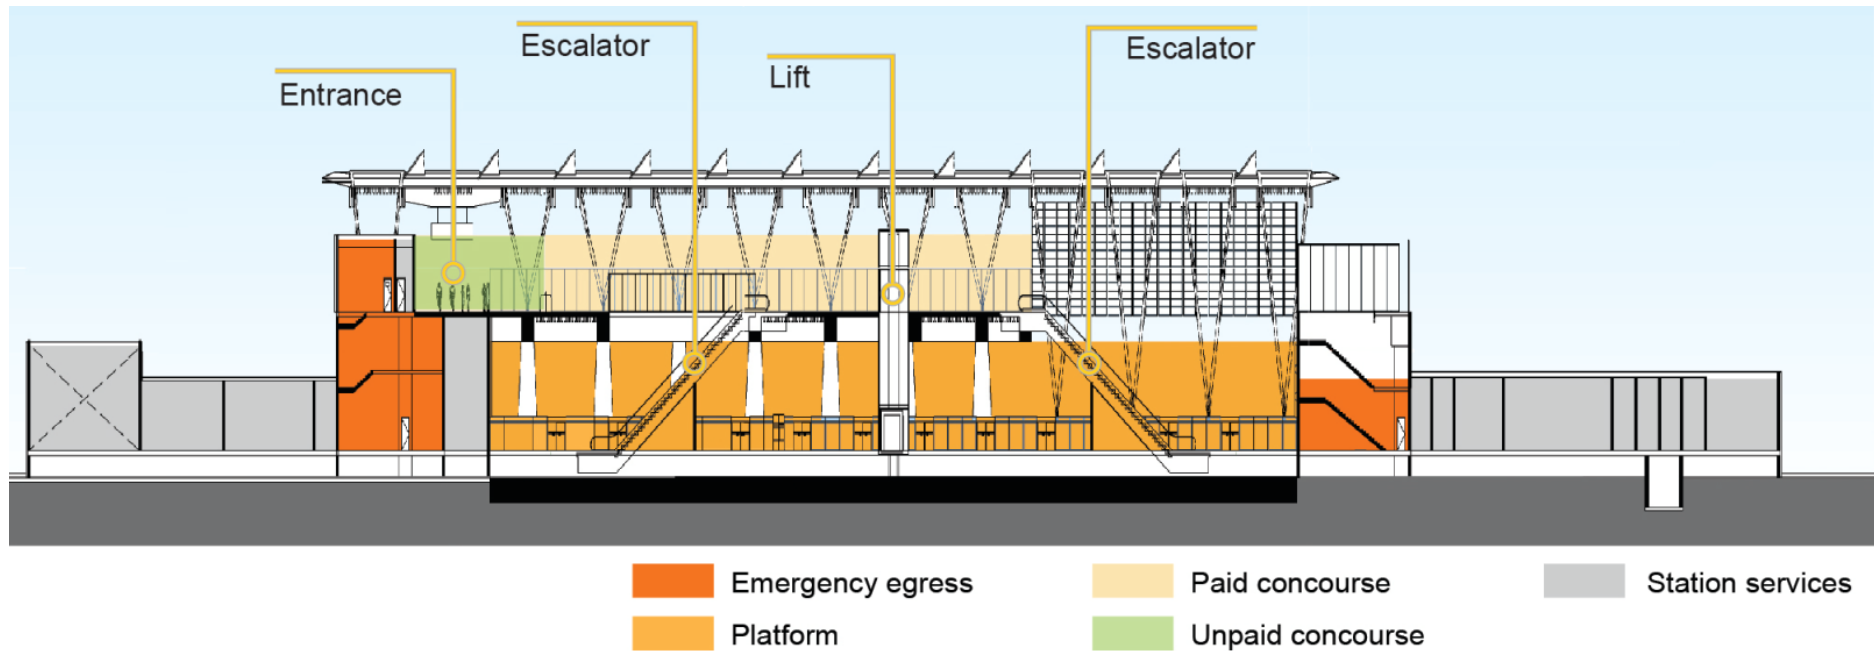 Escalator
Escalator
Lift
Entrance
Emergency egress
Paid concourse
Station services
Platform
Unpaid concourse